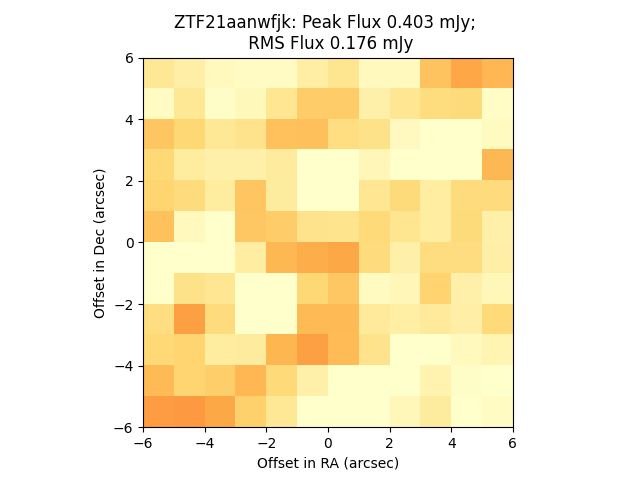 ZTF21aanwfjk: Peak Flux 0.403 mJy;
RMS Flux 0.176 mJy
6
4
2
0
−2
−4
−6
Offset in Dec (arcsec)
−6 −4 −2 0 2 4 6
Offset in RA (arcsec)